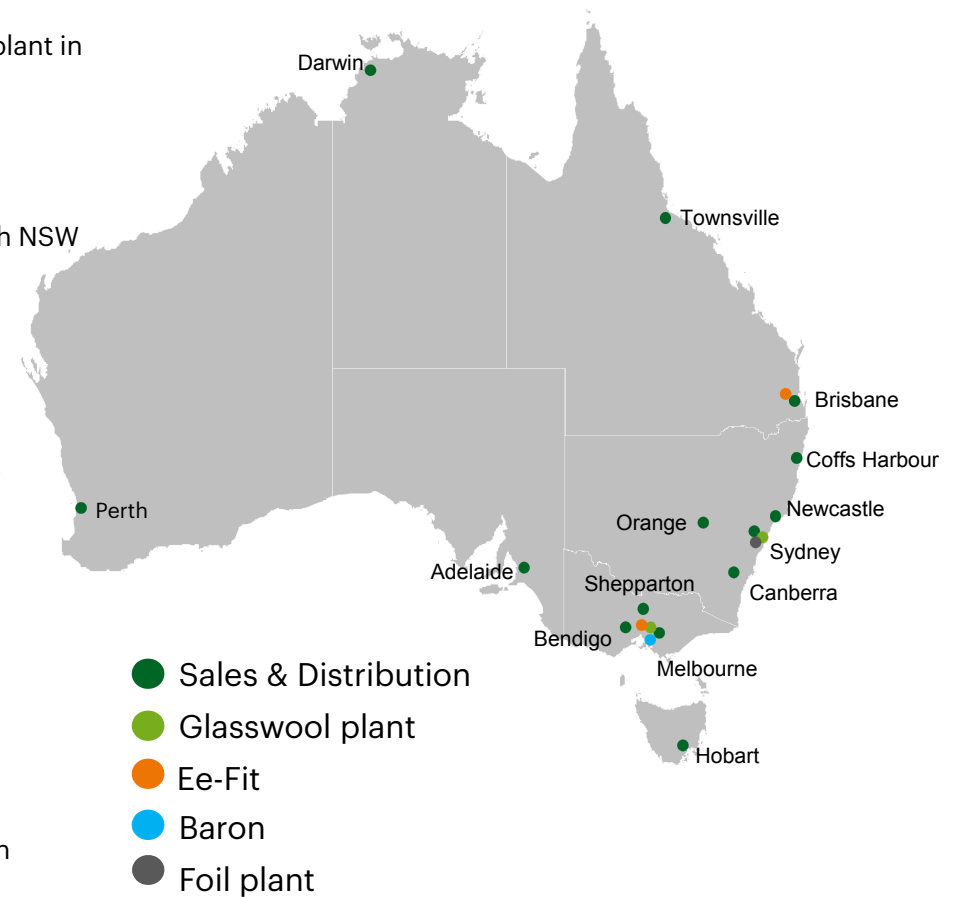 plant in
Darwin
Townsville
h NSW
Brisbane
Coffs Harbour
Newcastle
Perth
Orange
Sydney
Adelaide
Shepparton
Canberra
Bendigo
Melbourne
Sales & Distribution
Glasswool plant
Hobart
Ee-Fit
Baron
n
Foil plant